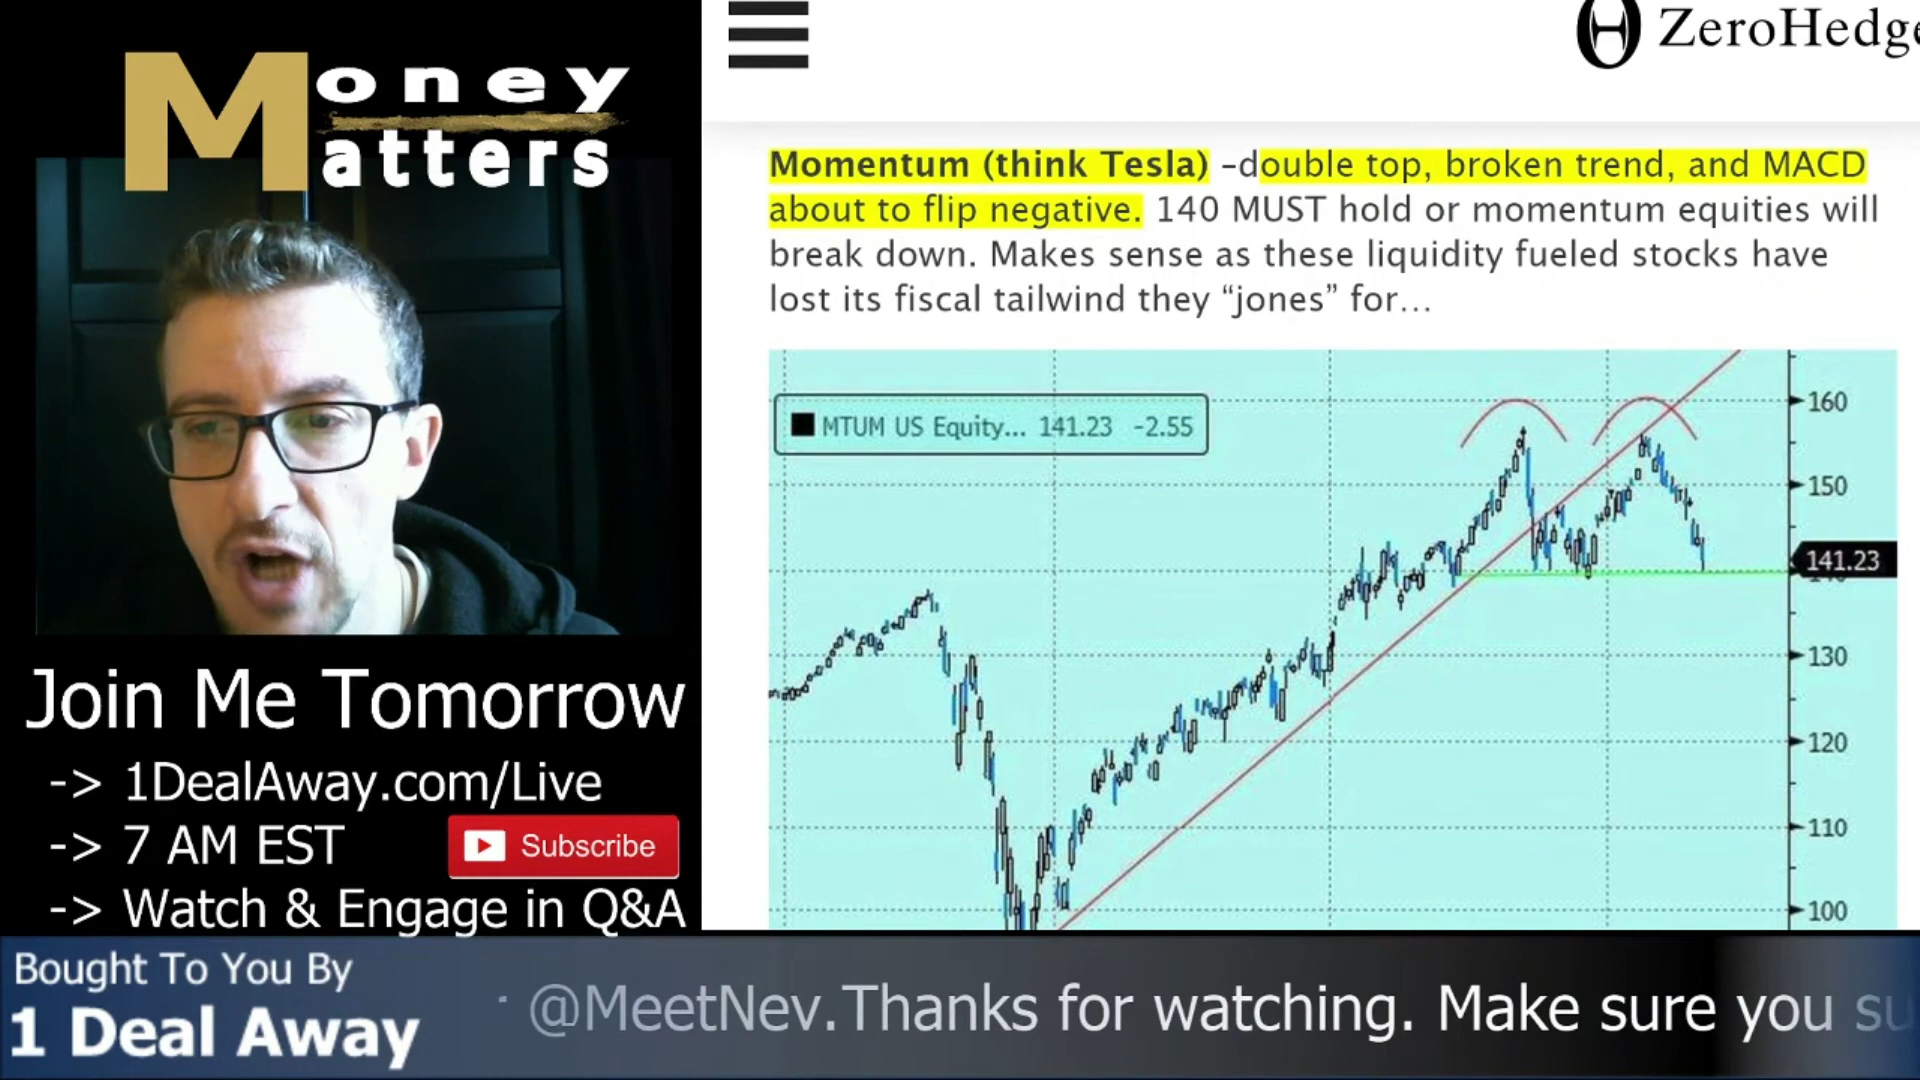 Money
Matters
Join Me Tomorrow
-> 1DealAway.com/Live
-> 7 AM EST
Subscribe
-> Watch & Engage in Q&A
ZeroHedge
Momentum (think Tesla) –double top, broken trend, and MACD
about to flip negative. 140 MUST hold or momentum equities will
break down. Makes sense as these liquidity fueled stocks have
lost its fiscal tailwind they “jones” for…
MTUM US Equity... 141.23 -2.55
160
150
141.23
130
120
110
100
Bought To You By
1 Deal Away
@MeetNev.Thanks for watching. Make sure you su